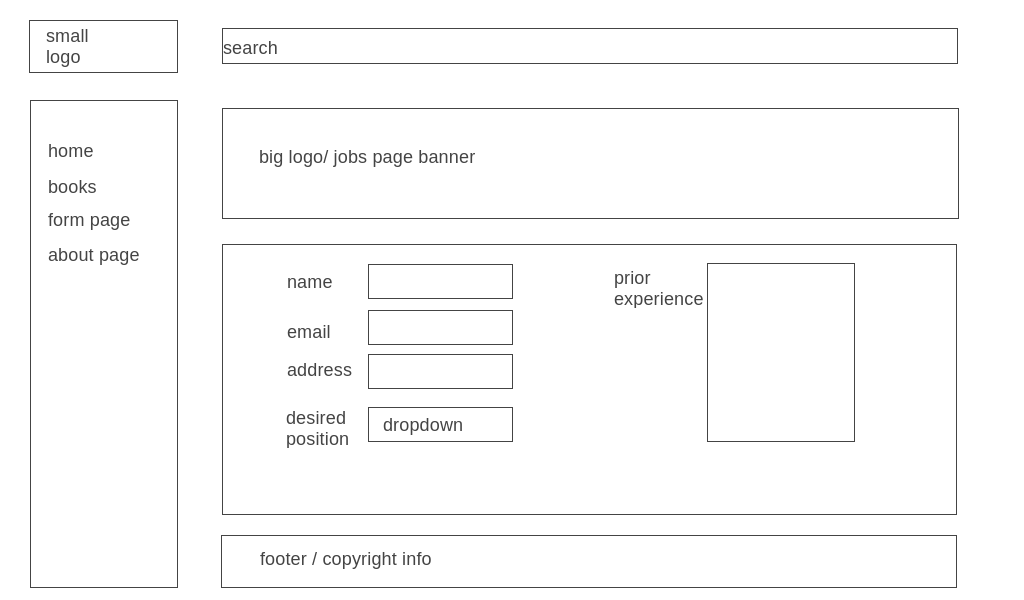 small
logo
search
home
books
form page
about page
big logo/ jobs page banner
name
email
address
desired
position
dropdown
prior
experience
footer / copyright info